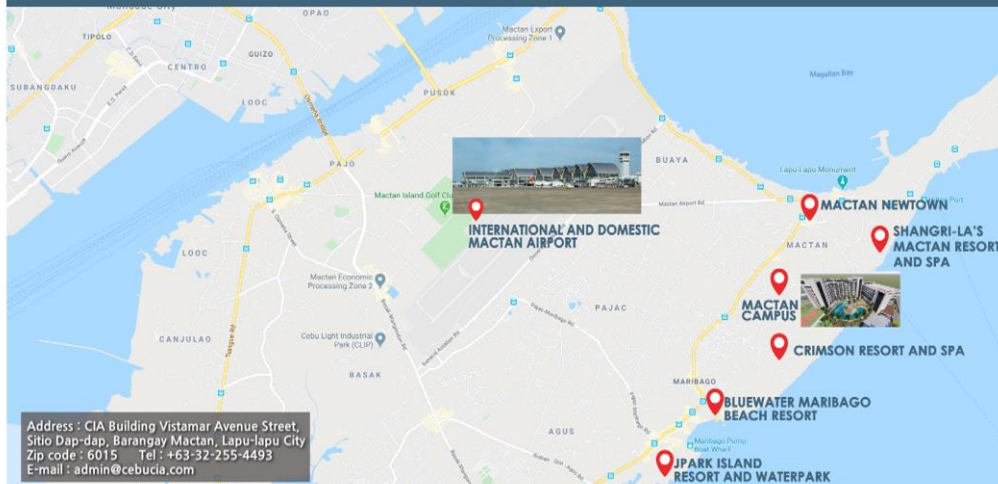 TIPOLO
OPAO
GUIZO
CENTRO
SUBANGDAKU
LOOC
Mactan Export
Processing Zone 1
PUSOK
Magellan Bay
PAJO
BUAYA
Lapu Lapu Monument
Mactan Island Golf Clu
Mactan Airport Rd
MACTAN NEWTOWN
INTERNATIONAL AND DOMESTIC
MACTAN AIRPORT
SHANGRI-LA'S
MACTAN RESORT
AND SPA
MACTAN
LOOC
Mactan Economic
Processing Zone 2
MACTAN
CAMPUS
PAJAC
CANJULAO
Cebu Light Industrial
Park (CLIP)
CRIMSON RESORT AND SPA
BASAK
MARIBAGO
BLUEWATER MARIBAGO
BEACH RESORT
AGUS
Maribago Pump
Boat Wharf
JPARK ISLAND
RESORT AND WATERPARK
Address : CIA Building Vistamar Avenue Street,
Sitio Dap-dap, Barangay Mactan, Lapu-lapu City
Zip code : 6015 Tel : +63-32-255-4493
E-mail : admin@cebucia.com